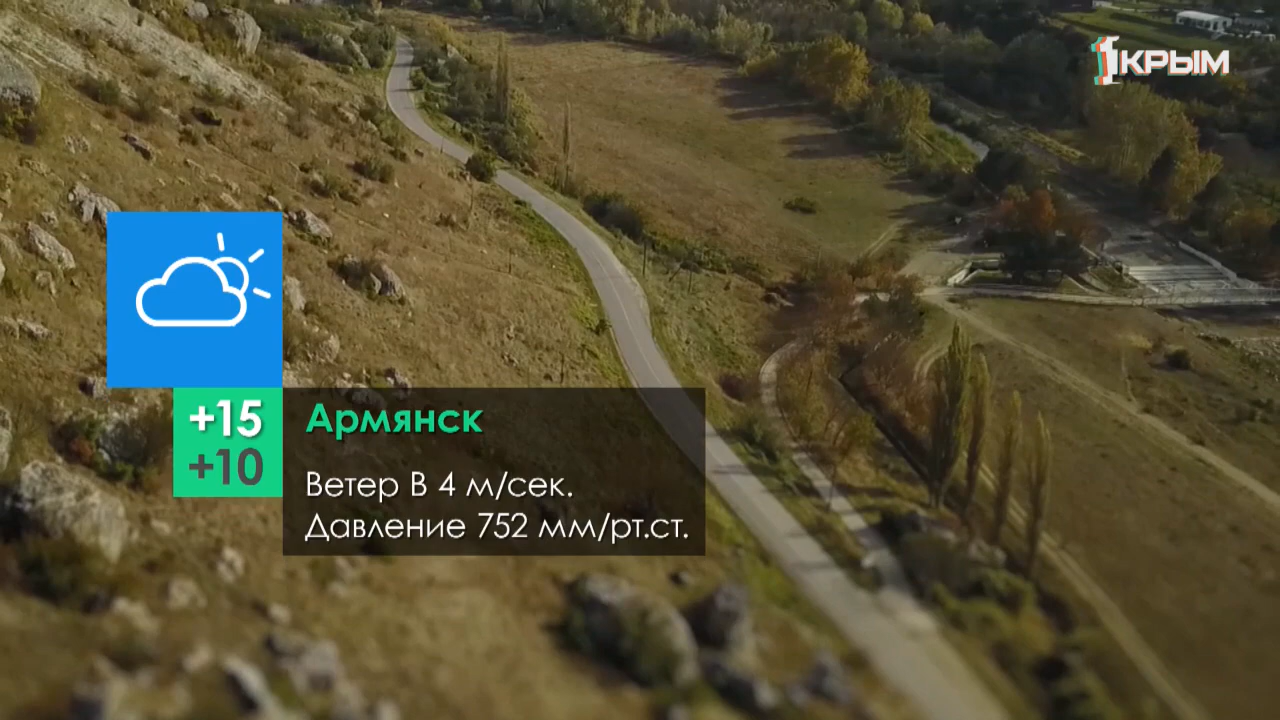 1КРЫМ
+15
+10
Армянск
Ветер В 4 м/сек.
Давление 752 мм/рт.ст.